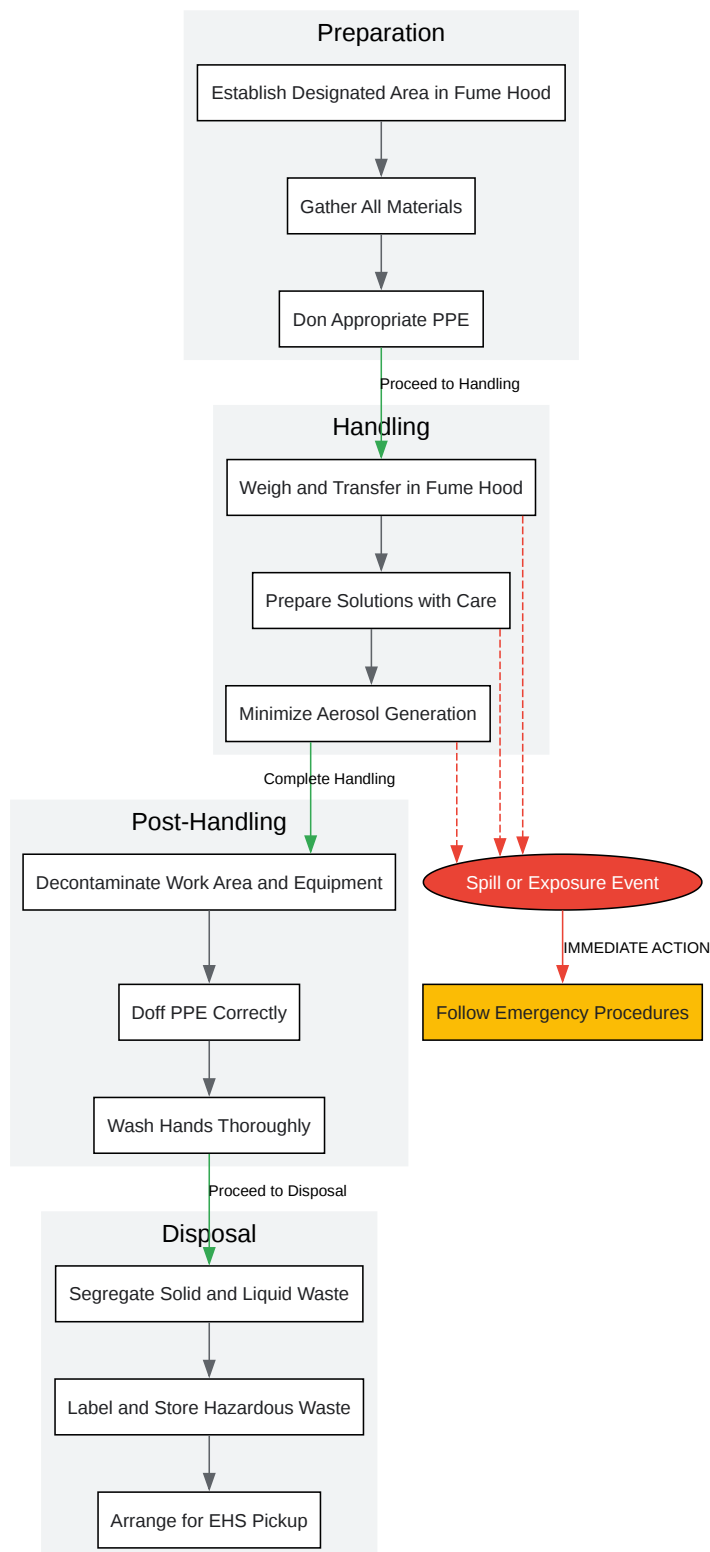 Preparation
Establish Designated Area in Fume Hood
Gather All Materials
Don Appropriate PPE
Proceed to Handling
Handling
Weigh and Transfer in Fume Hood
Prepare Solutions with Care
Minimize Aerosol Generation
Complete Handling
Post-Handling
Decontaminate Work Area and Equipment
Spill or Exposure Event
IMMEDIATE ACTION
Doff PPE Correctly
Follow Emergency Procedures
Wash Hands Thoroughly
Proceed to Disposal
Disposal
Segregate Solid and Liquid Waste
Label and Store Hazardous Waste
Arrange for EHS Pickup